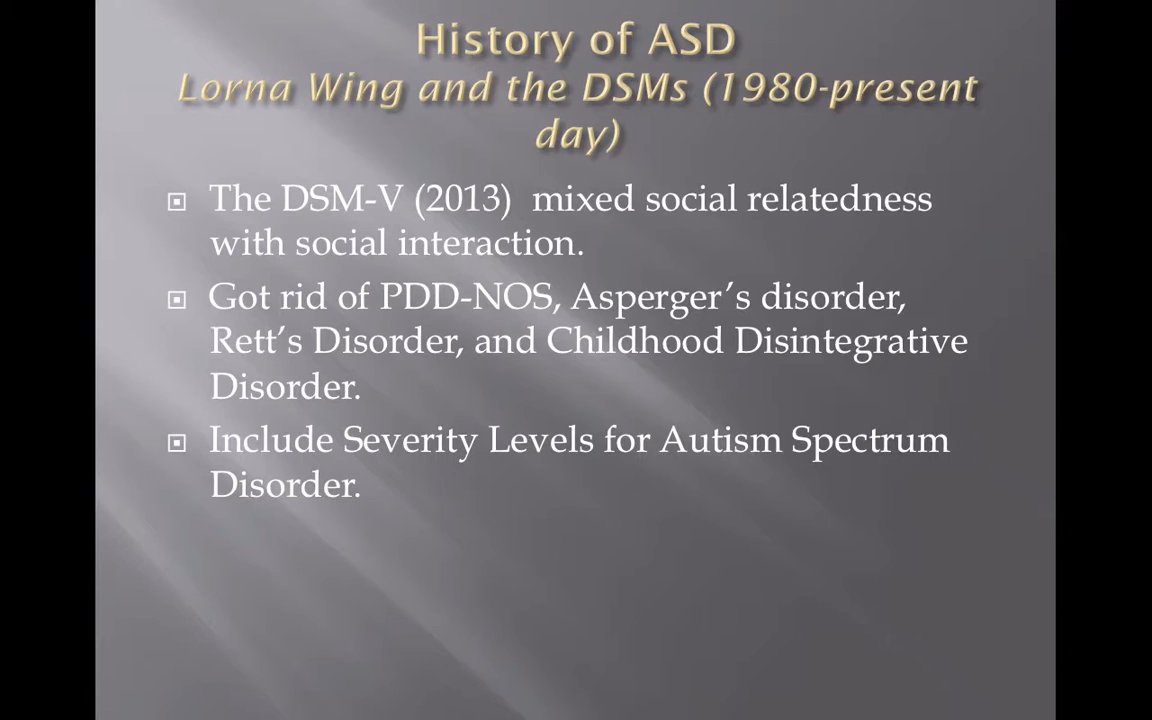 History of ASD
Lorna Wing and the DSMs (1980-present
day)
The DSM-V (2013)  mixed social relatedness
with social interaction.
Got rid of PDD-NOS, Asperger’s disorder,
Rett’s Disorder, and Childhood Disintegrative
Disorder.
Include Severity Levels for Autism Spectrum
Disorder.